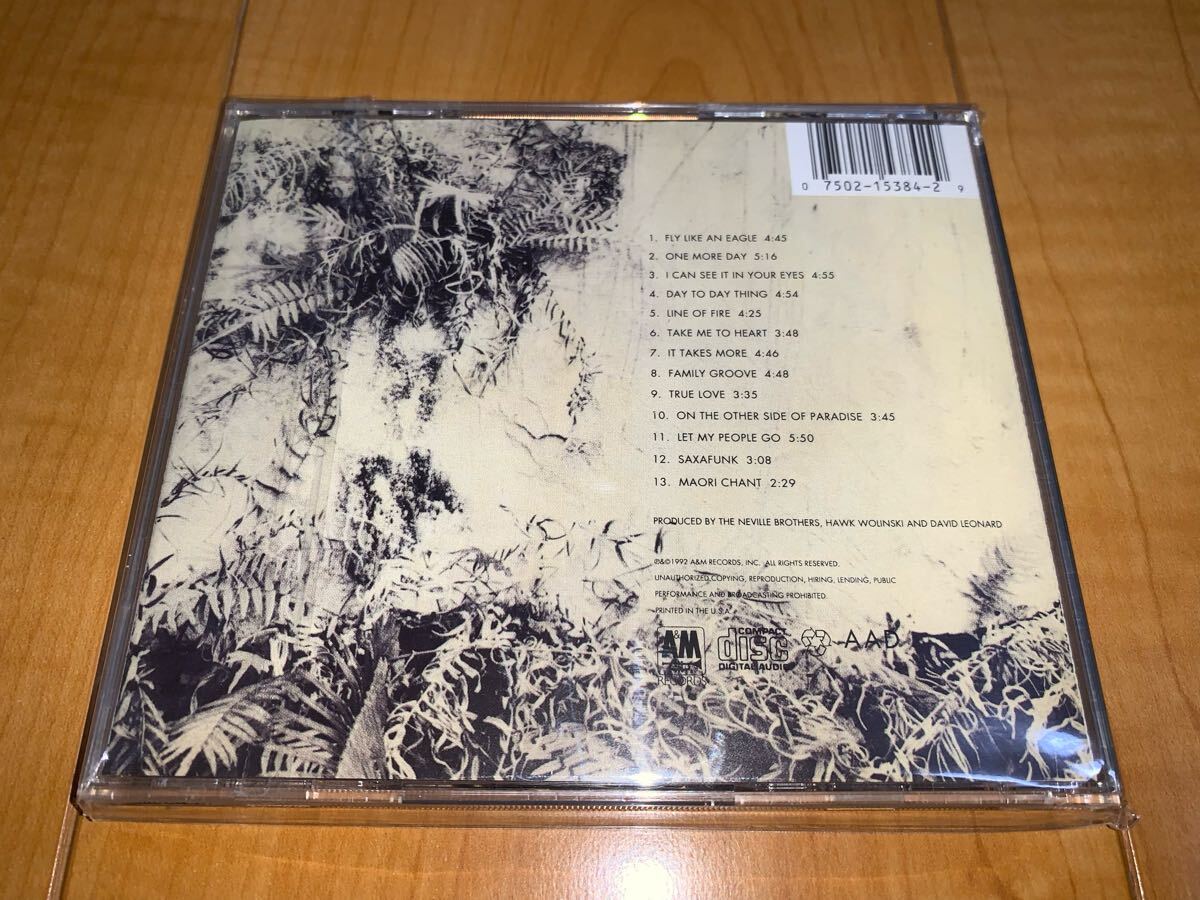 0 7502-15384-2 9
1. FLY LIKE AN EAGLE 4:45
2. ONE MORE DAY 5:16
3. I CAN SEE IT IN YOUR EYES 4:55
4. DAY TO DAY THING 4:54
5. LINE OF FIRE 4:25
6. TAKE ME TO HEART 3:48
7. IT TAKES MORE 4:46
8. FAMILY GROOVE 4:48
9. TRUE LOVE 3:35
10. ON THE OTHER SIDE OF PARADISE 3:45
11. LET MY PEOPLE GO 5:50
12. SAXAFUNK 3:08
13. MAORI CHANT 2:29
PRODUCED BY THE NEVILLE BROTHERS, HAWK WOLINSKI AND DAVID LEONARD
℗&©1992 A&M RECORDS, INC. ALL RIGHTS RESERVED.
UNAUTHORIZED COPYING, REPRODUCTION, HIRING, LENDING, PUBLIC
PERFORMANCE AND BROADCASTING PROHIBITED.
PRINTED IN THE U.S.A.
A&M RECORDS
COMPACT disc DIGITAL AUDIO
AAD